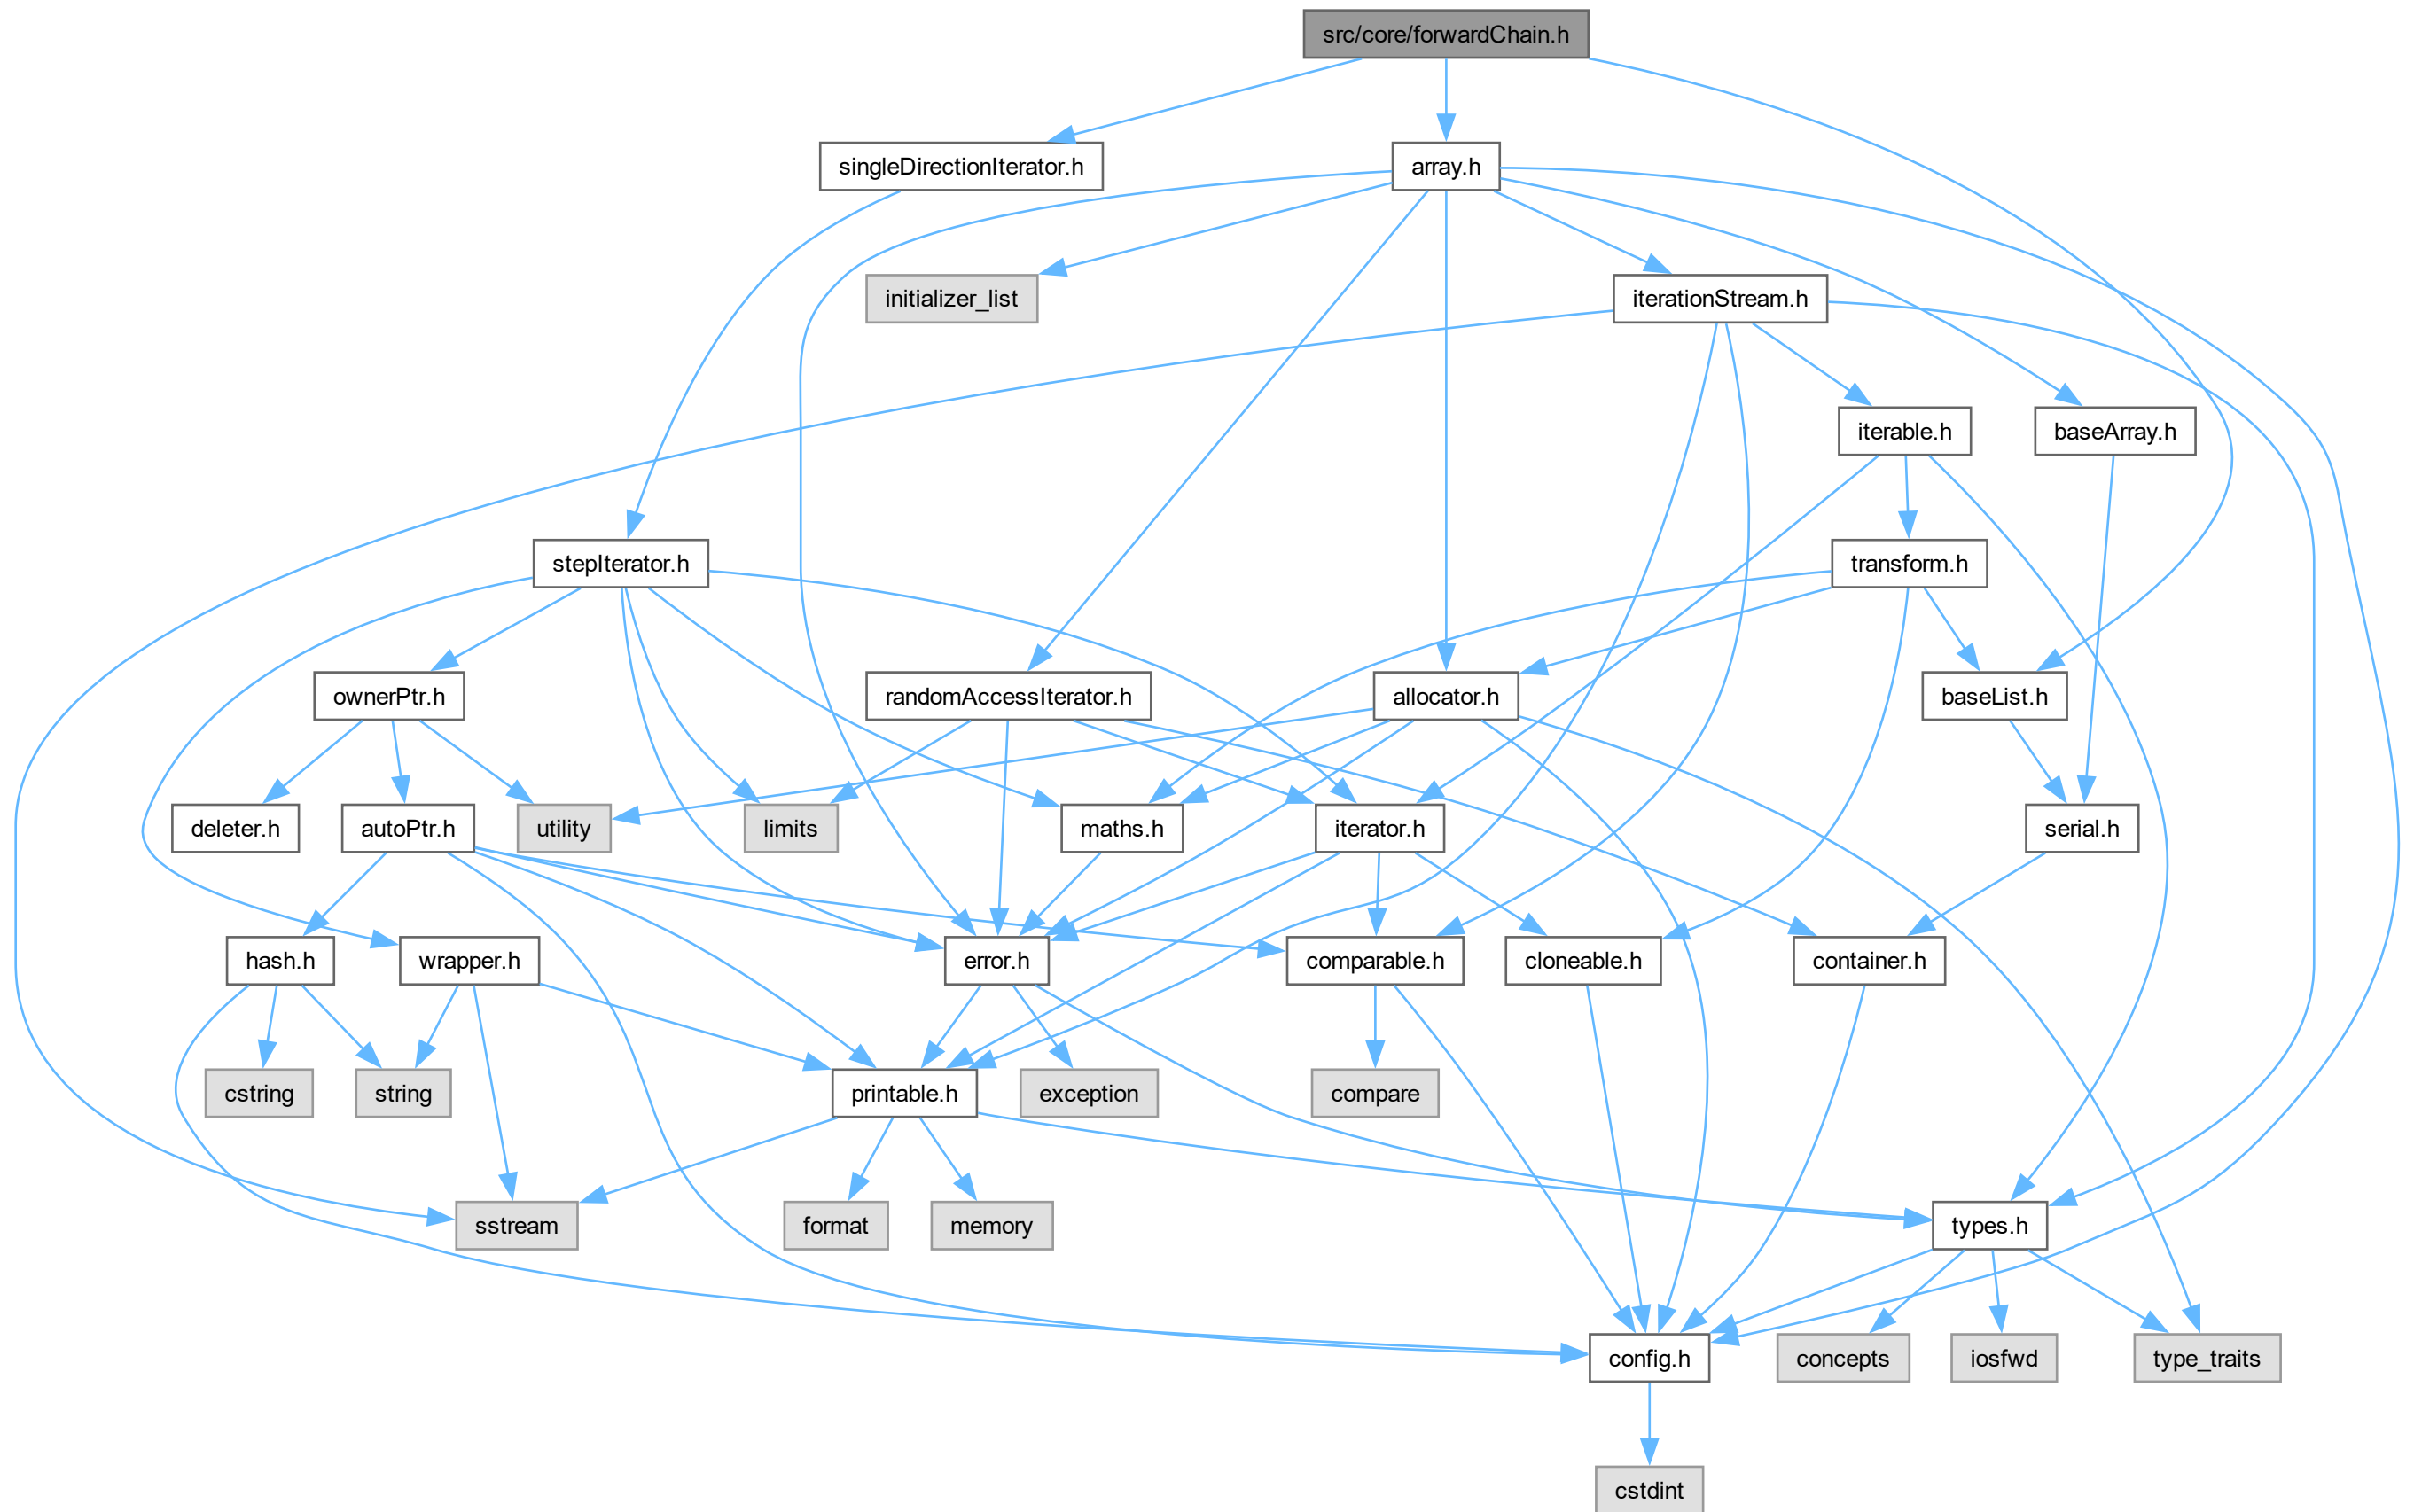 src/core/forwardChain.h
singleDirectionIterator.h
array.h
initializer_list
iterationStream.h
iterable.h
baseArray.h
stepIterator.h
transform.h
ownerPtr.h
randomAccessIterator.h
allocator.h
baseList.h
deleter.h
autoPtr.h
utility
limits
maths.h
iterator.h
serial.h
hash.h
wrapper.h
error.h
comparable.h
cloneable.h
container.h
cstring
string
printable.h
exception
compare
sstream
format
memory
types.h
config.h
concepts
iosfwd
type_traits
cstdint